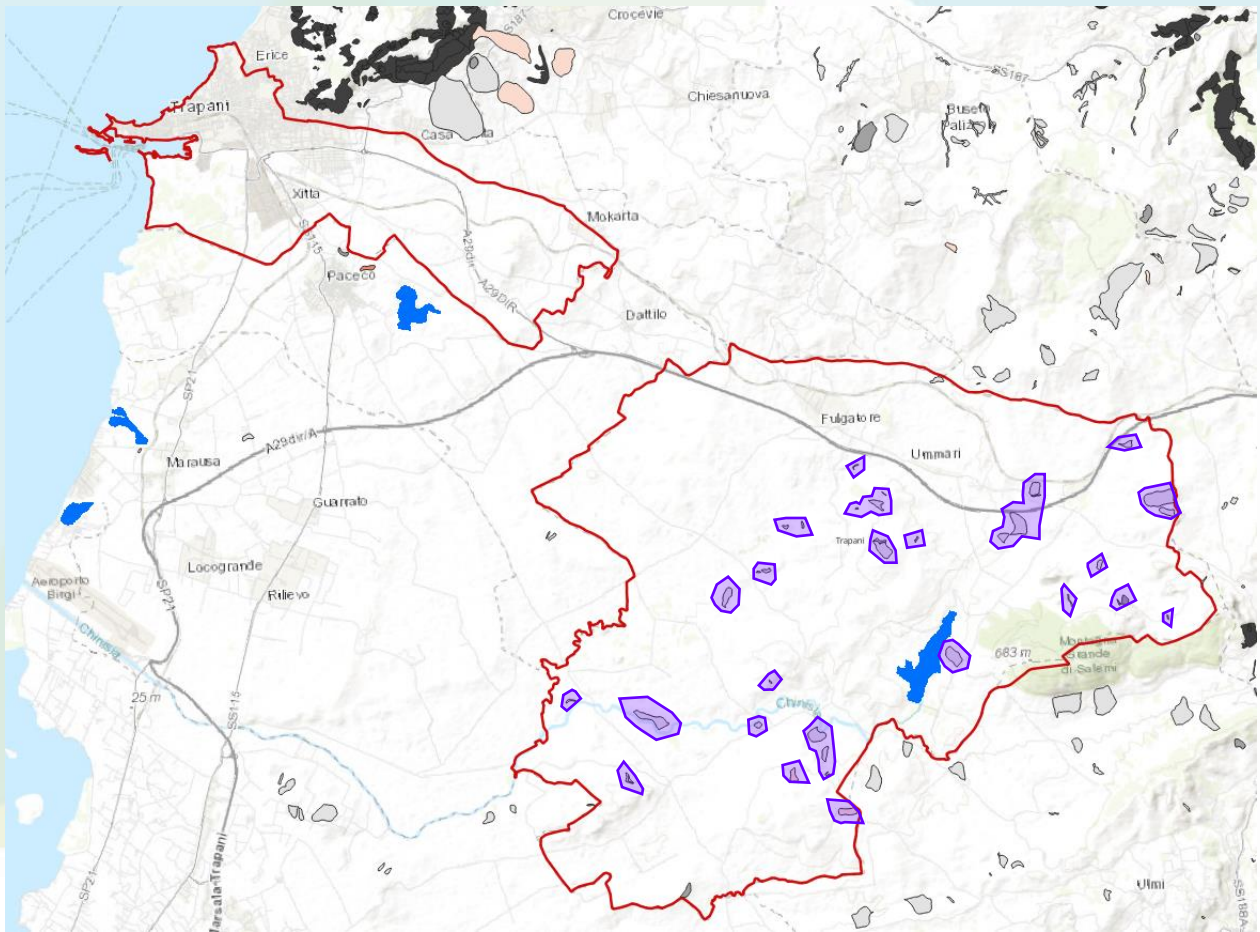 Crocevie
Erice
SS187
Trapani
Chiesanuova
SS187
Buseto
Palizzolo
Xitta
Mokarta
SS115
A29dir
Paceco
A29DIR
Dattilo
SP21
Fulgatore
A29dir/A
Marausa
Ummari
Guarrato
Trapani
Locogrande
Aeroporto
Birgi
Rilievo
SP21
Chinisia
683 m
Montagna
Grande
di Salemi
25 m
SS115
Chinisia
SP21
Marsala-Trapani
Ulmi
SS188A